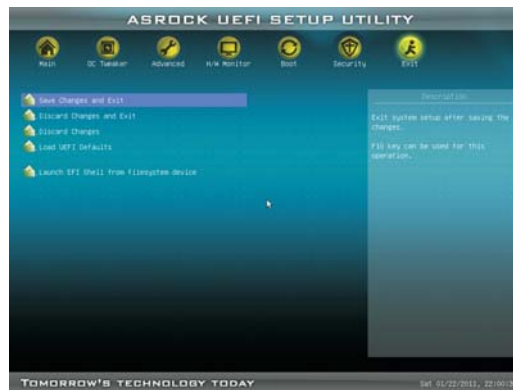 ASROCK UEFI SETUP UTILITY
Main OC Tweaker Advanced H/W Monitor Boot Security Exit
Save Changes and Exit
Discard Changes and Exit
Discard Changes
Load UEFI Defaults
Launch EFI Shell from filesystem device
Description
Exit system setup after saving the
changes.
F10 key can be used for this
operation.
TOMORROW'S TECHNOLOGY TODAY
Sat 01/22/2011,